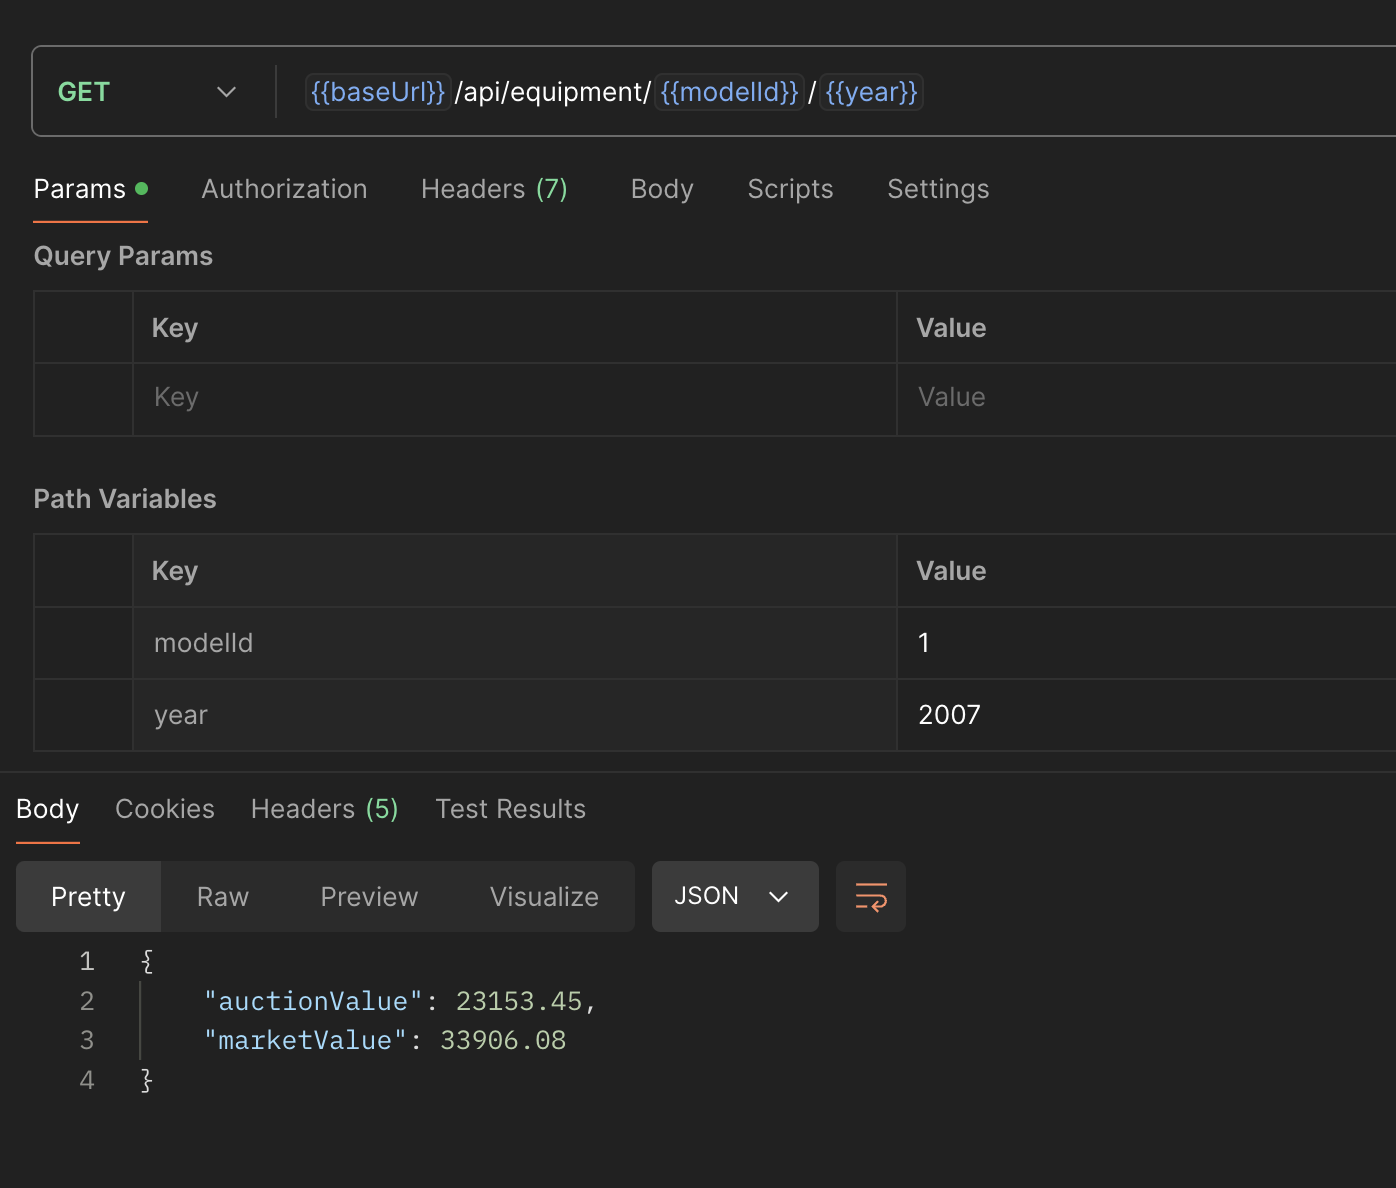 GET {{baseUrl}}/api/equipment/{{modelId}}/{{year}}
Params Authorization Headers (7) Body Scripts Settings
Query Params
Key Value
Key Value
Path Variables
Key Value
modelId 1
year 2007
Body Cookies Headers (5) Test Results
Pretty Raw Preview Visualize JSON
1 {
2 "auctionValue": 23153.45,
3 "marketValue": 33906.08
4 }